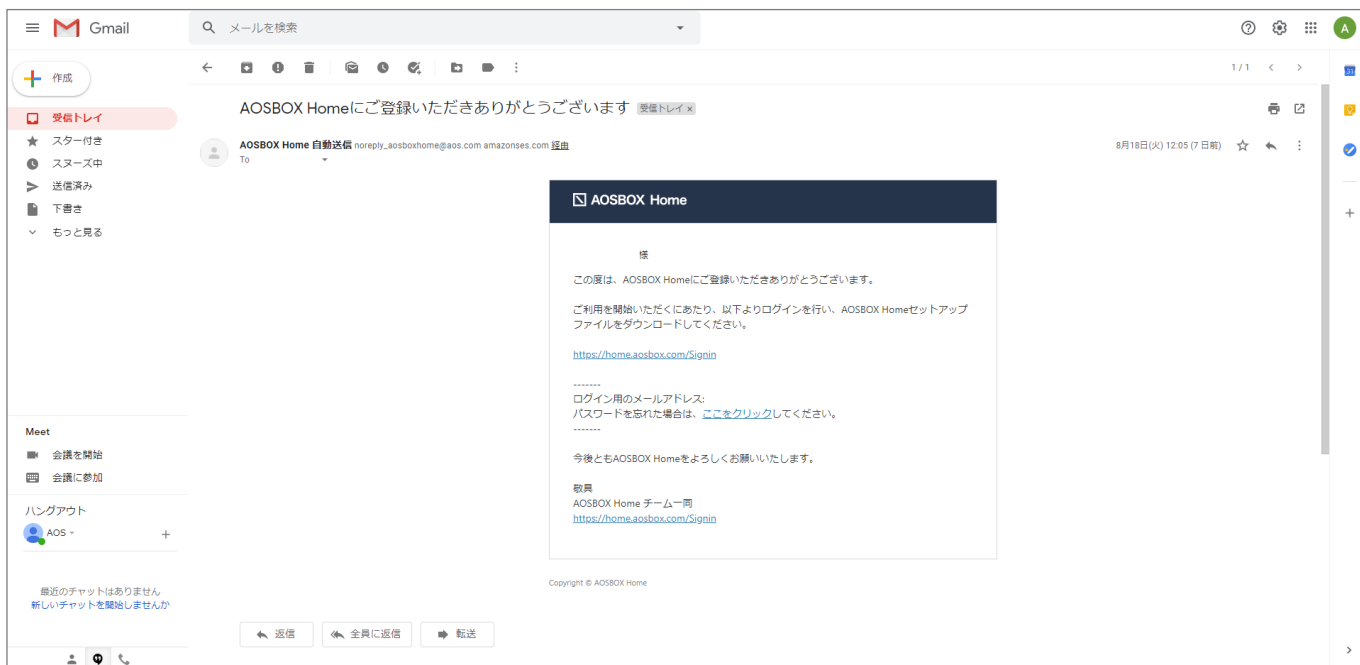 Gmail
メールを検索
A
作成
1 / 1
31
受信トレイ
スター付き
スヌーズ中
送信済み
下書き
もっと見る
AOSBOX Homeにご登録いただきありがとうございます 受信トレイ x
AOSBOX Home 自動送信 noreply_aosboxhome@aos.com amazonses.com 経由
8月18日(火) 12:05 (7 日前)
To
AOSBOX Home
様
この度は、AOSBOX Homeにご登録いただきありがとうございます。
ご利用を開始いただくにあたり、以下よりログインを行い、AOSBOX Homeセットアップ
ファイルをダウンロードしてください。
https://home.aosbox.com/Signin
-------
ログイン用のメールアドレス:
パスワードを忘れた場合は、ここをクリックしてください。
-------
今後ともAOSBOX Homeをよろしくお願いいたします。
敬具
AOSBOX Home チーム一同
https://home.aosbox.com/Signin
Copyright © AOSBOX Home
返信
全員に返信
転送
Meet
会議を開始
会議に参加
ハングアウト
AOS
最近のチャットはありません
新しいチャットを開始しませんか